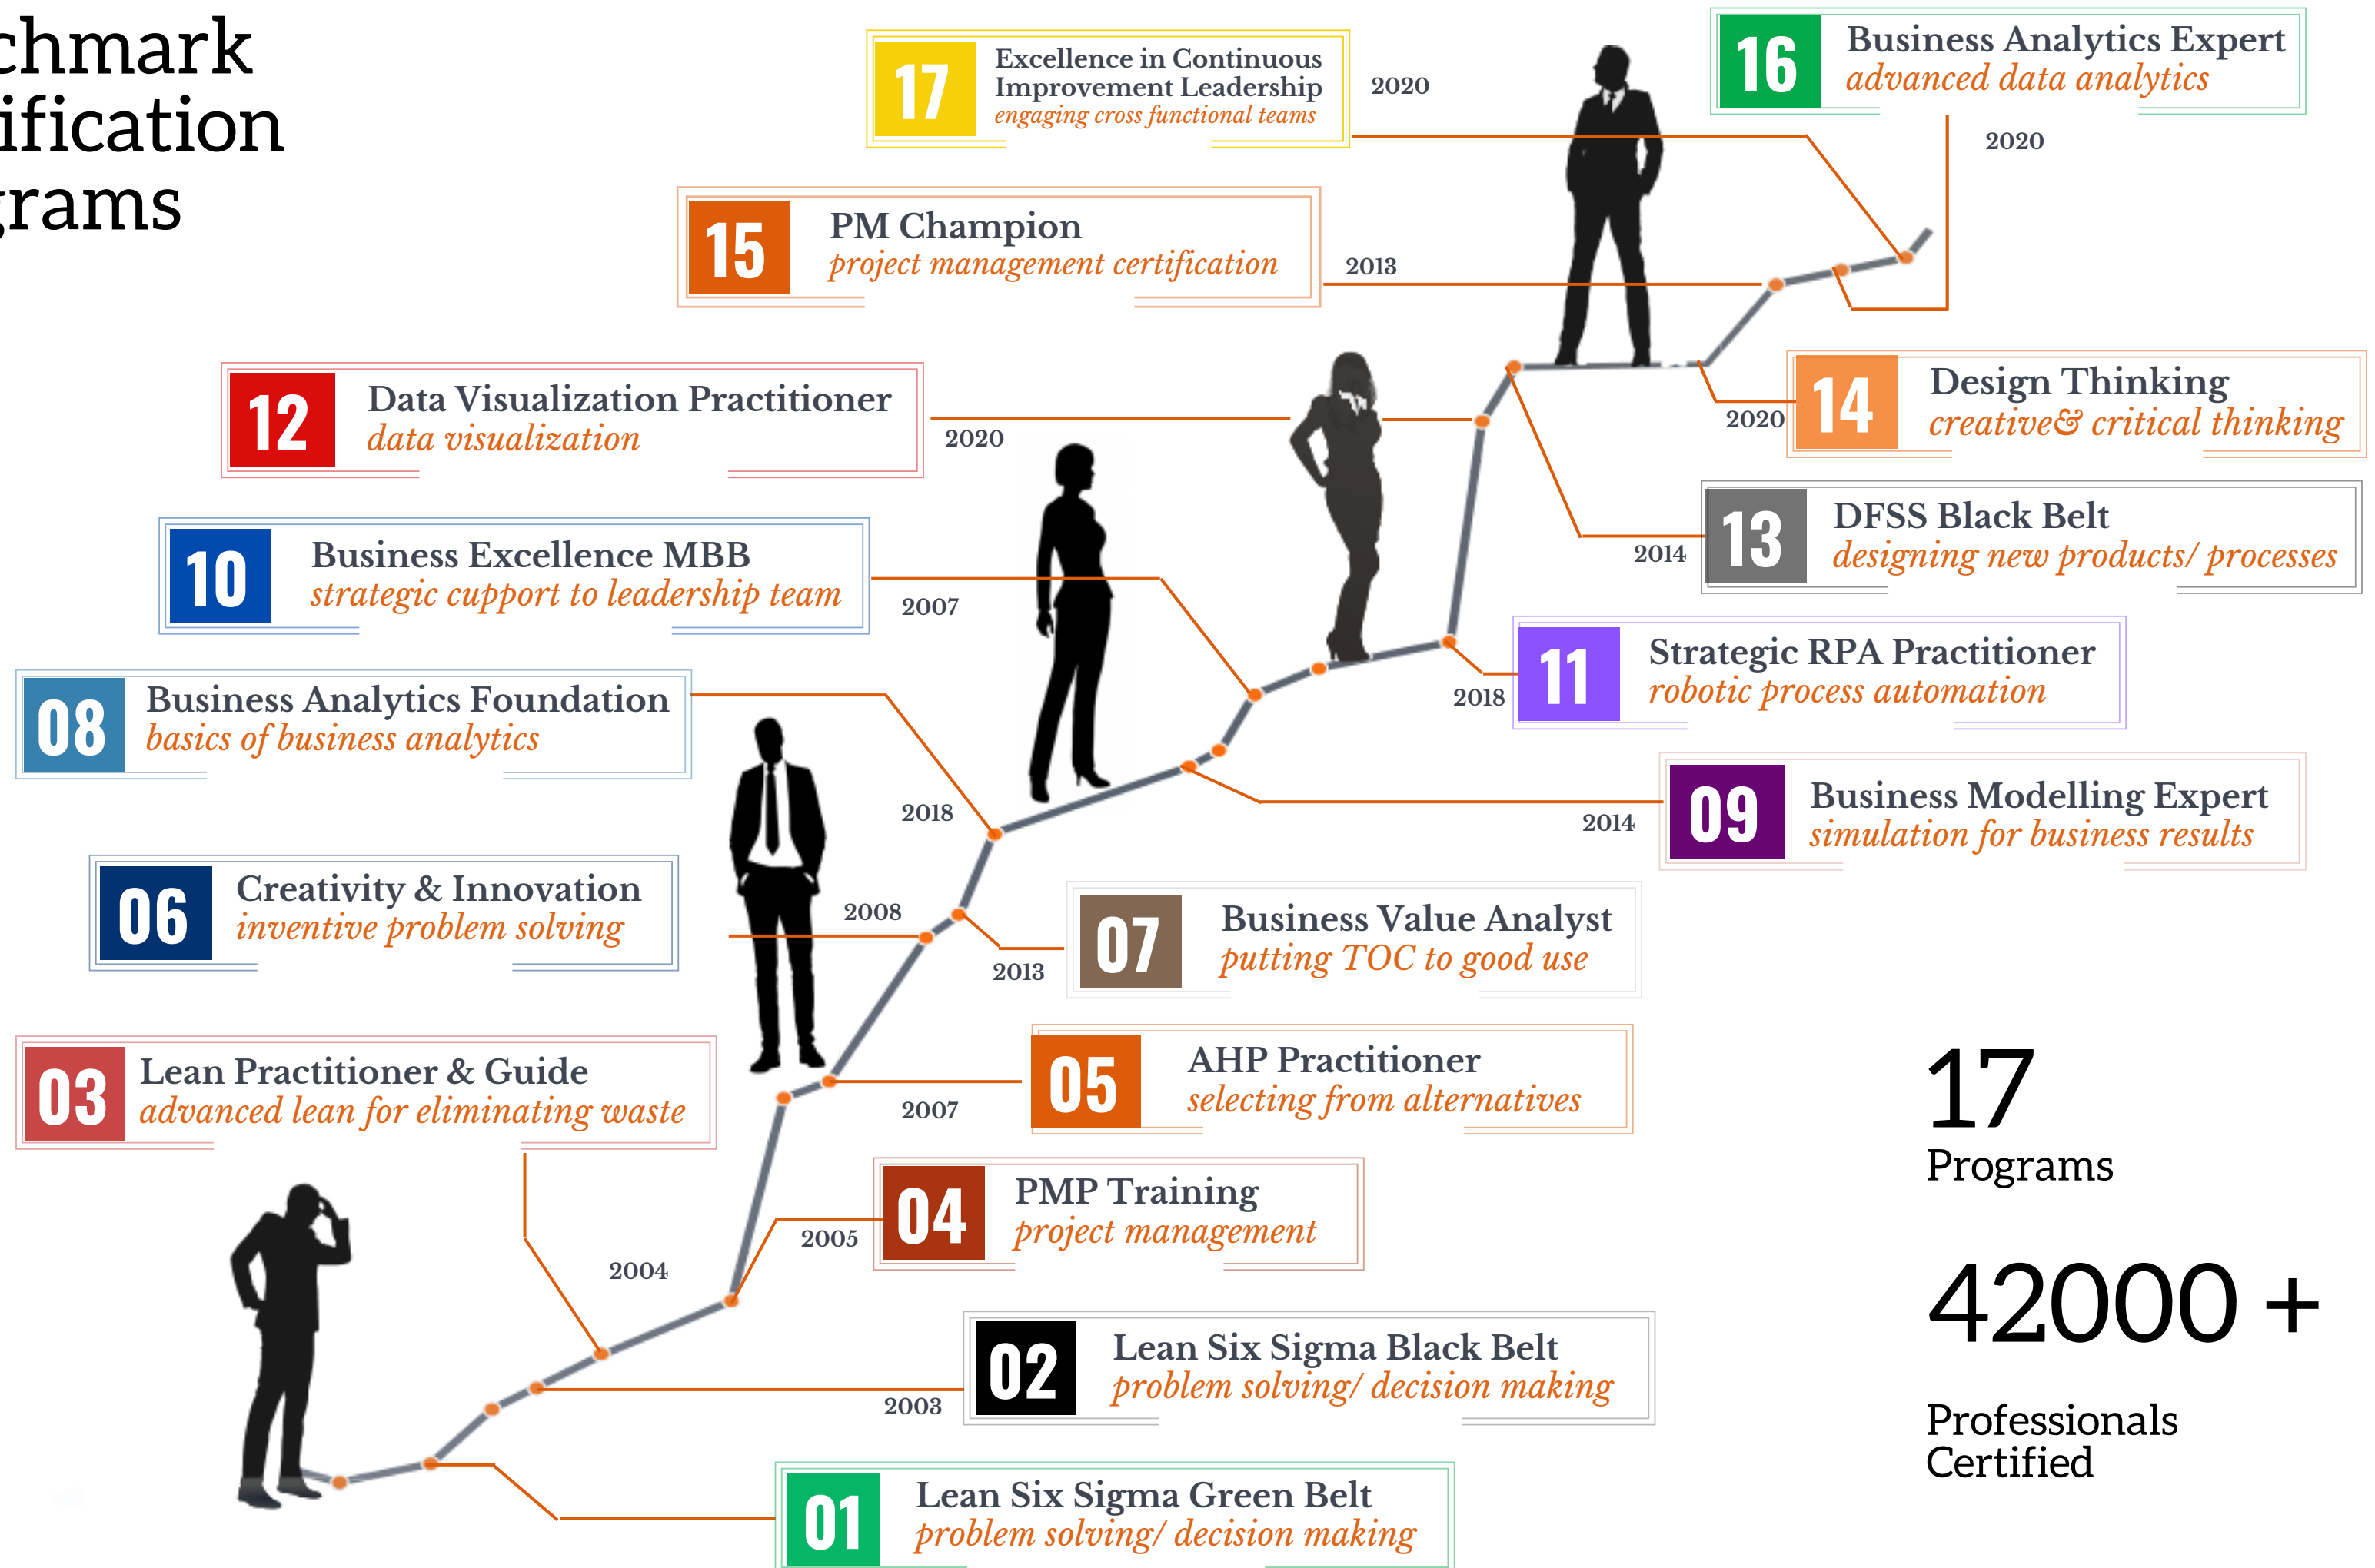 chmark
ification
grams
17
Excellence in Continuous
Improvement Leadership
engaging cross functional teams
2020
16
Business Analytics Expert
advanced data analytics
2020
15
PM Champion
project management certification
2013
12
Data Visualization Practitioner
data visualization
2020
14
Design Thinking
creative& critical thinking
2020
13
DFSS Black Belt
designing new products/ processes
2014
10
Business Excellence MBB
strategic cupport to leadership team
2007
11
Strategic RPA Practitioner
robotic process automation
2018
08
Business Analytics Foundation
basics of business analytics
2018
09
Business Modelling Expert
simulation for business results
2014
06
Creativity & Innovation
inventive problem solving
2008
07
Business Value Analyst
putting TOC to good use
2013
03
Lean Practitioner & Guide
advanced lean for eliminating waste
2004
05
AHP Practitioner
selecting from alternatives
2007
04
PMP Training
project management
2005
02
Lean Six Sigma Black Belt
problem solving/ decision making
2003
01
Lean Six Sigma Green Belt
problem solving/ decision making
17
Programs
42000 +
Professionals
Certified